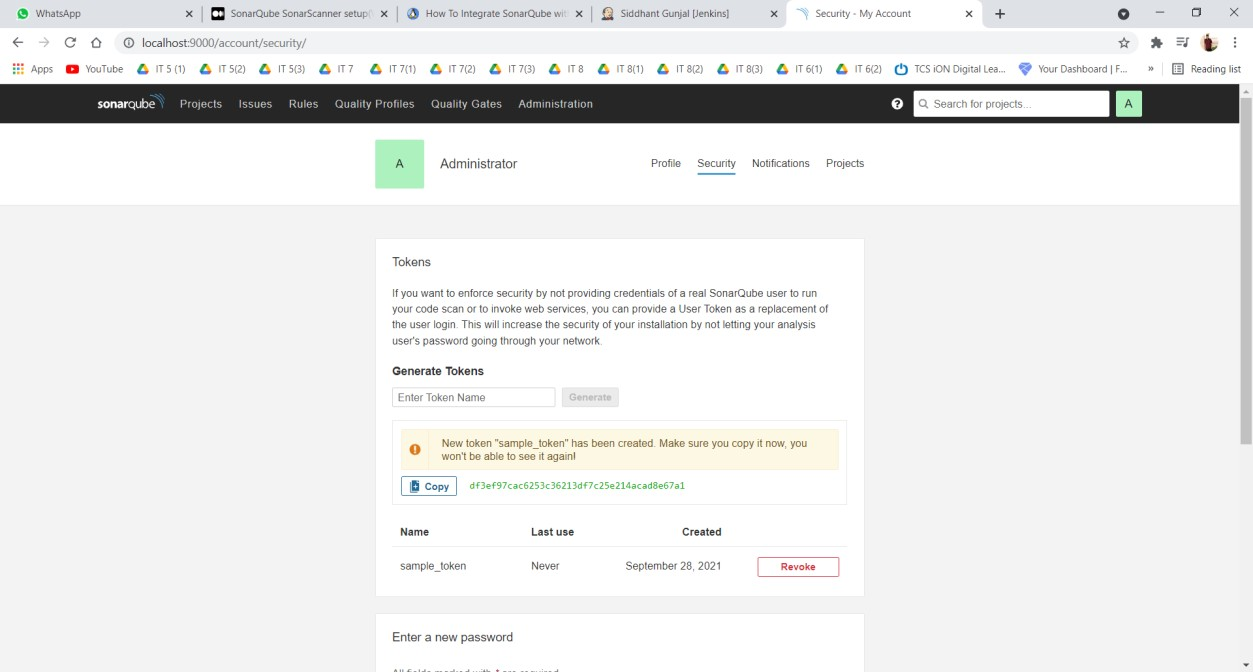 WhatsApp
SonarQube SonarScanner setup(
How To Integrate SonarQube wit
Siddhant Gunjal [Jenkins]
Security - My Account
localhost:9000/account/security/
Apps
YouTube
IT 5 (1)
IT 5(2)
IT 5(3)
IT 7
IT 7(1)
IT 7(2)
IT 7(3)
IT 8
IT 8(1)
IT 8(2)
IT 8(3)
IT 6(1)
IT 6(2)
TCS iON Digital Lea...
Your Dashboard | F...
»
Reading list
sonarqube
Projects
Issues
Rules
Quality Profiles
Quality Gates
Administration
?
Search for projects...
A
A
Administrator
Profile
Security
Notifications
Projects
Tokens
If you want to enforce security by not providing credentials of a real SonarQube user to run
your code scan or to invoke web services, you can provide a User Token as a replacement of
the user login. This will increase the security of your installation by not letting your analysis
user's password going through your network.
Generate Tokens
Enter Token Name
Generate
New token "sample_token" has been created. Make sure you copy it now, you
won't be able to see it again!
Copy
df3ef97cac6253c36213df7c25e214acad8e67a1
Name Last use Created
sample_token Never September 28, 2021 Revoke
Enter a new password
All fields marked with * are required